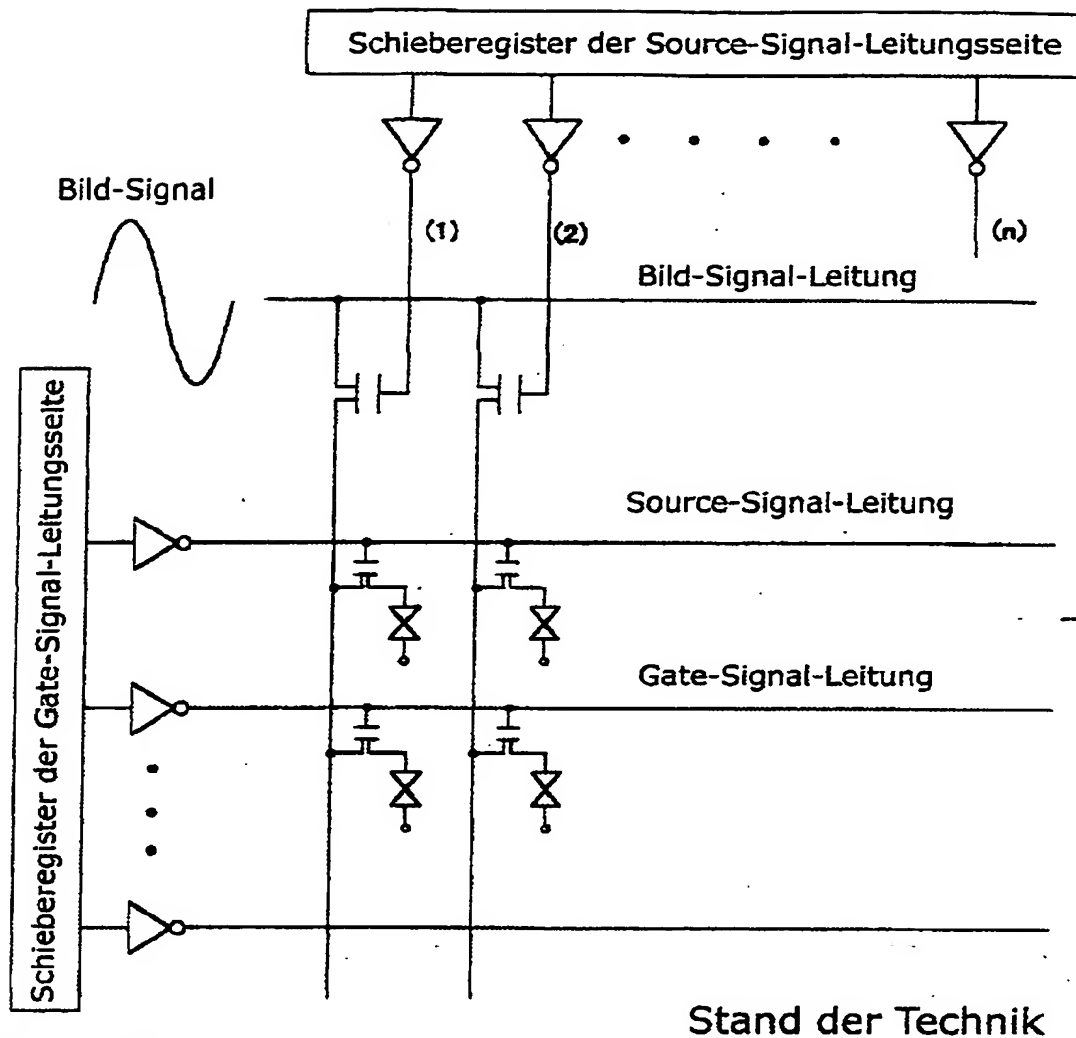 Schieberegister der Source-Signal-Leitungsseite
Bild-Signal
(1)
(2)
(n)
Bild-Signal-Leitung
Schieberegister der Gate-Signal-Leitungsseite
Source-Signal-Leitung
Gate-Signal-Leitung
Stand der Technik